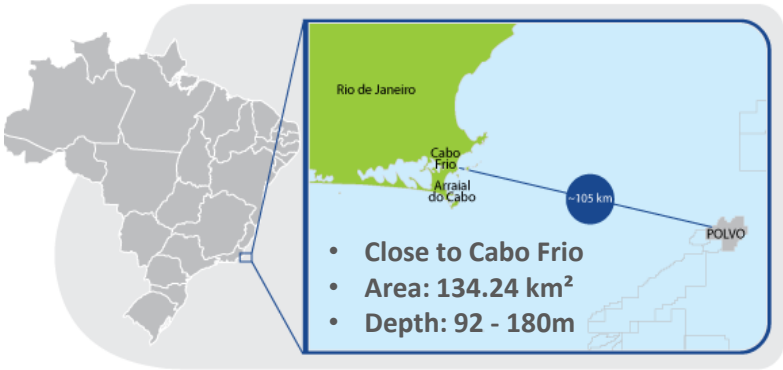 Rio de Janeiro
Cabo
Frio
Arraial
do Cabo
~105 km
POLVO
• Close to Cabo Frio
• Area: 134.24 km²
• Depth: 92 - 180m